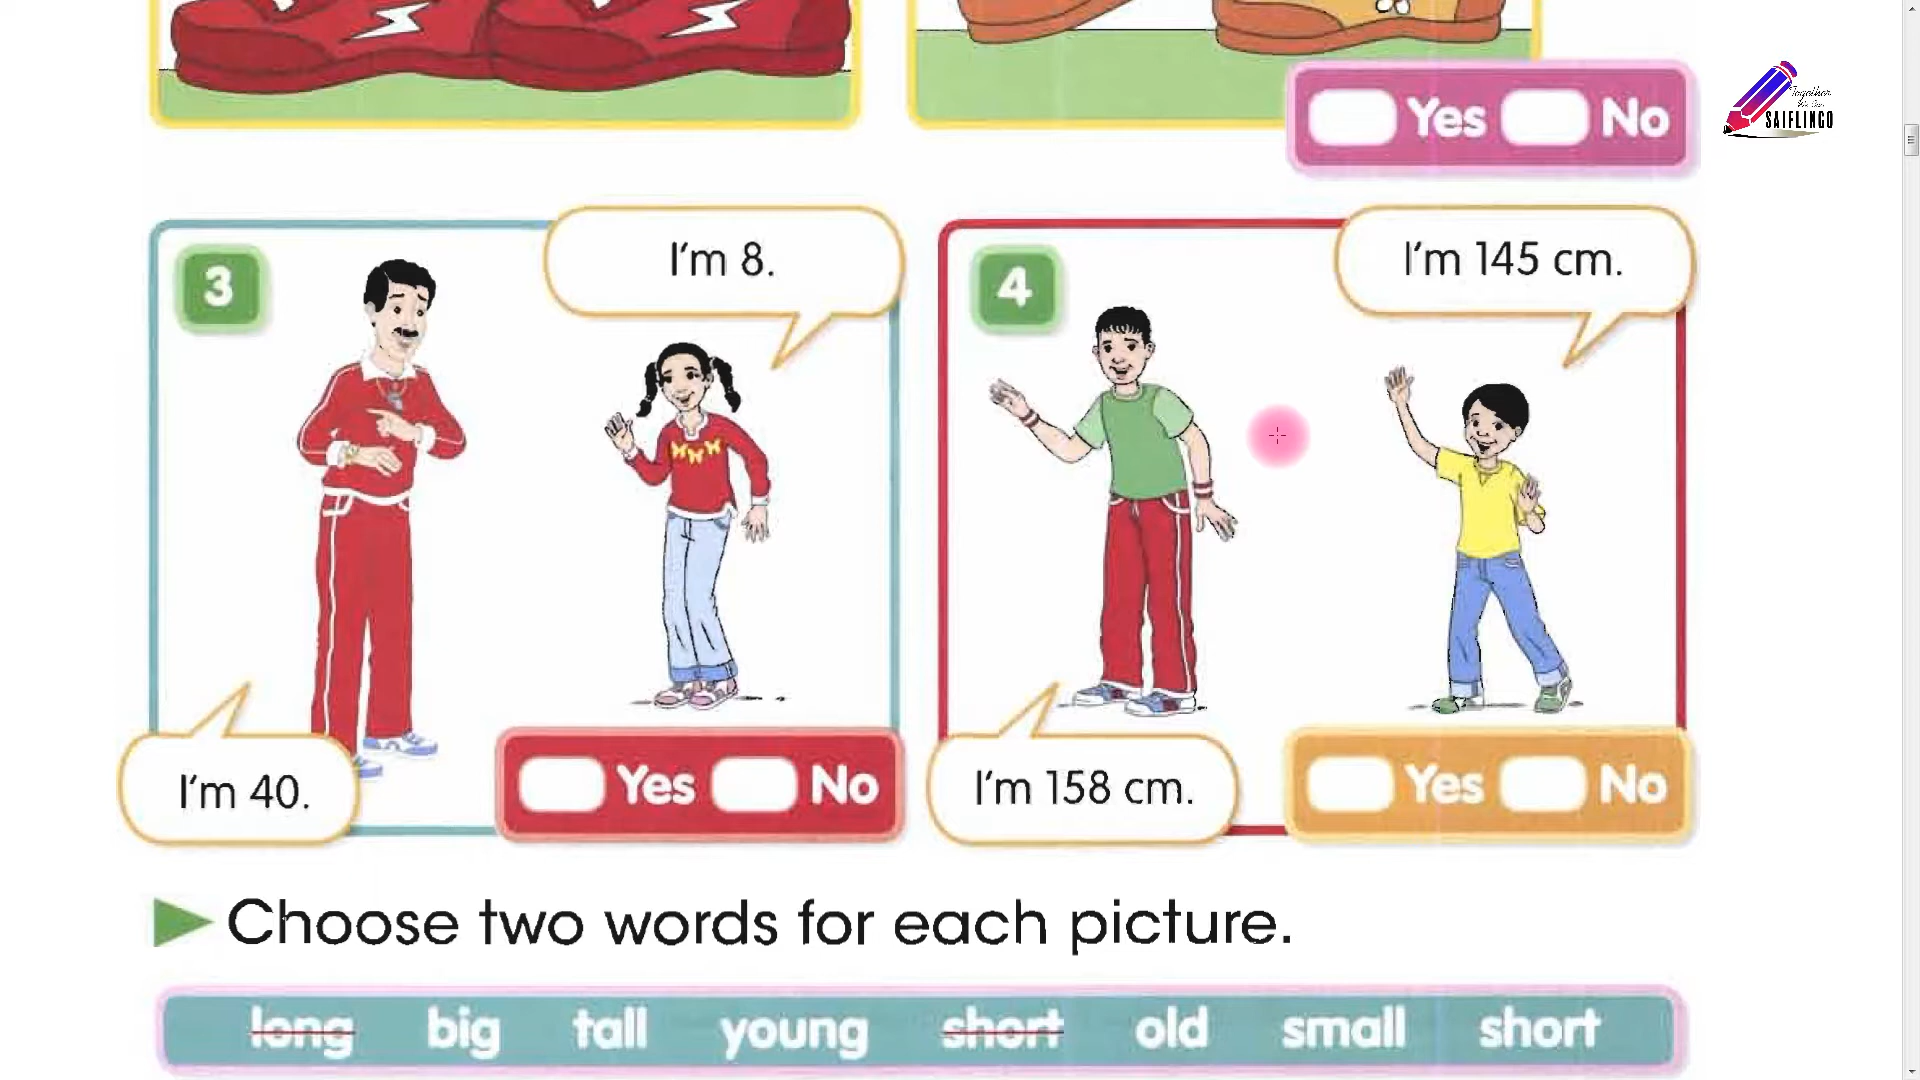 Yes No
Together
SAIFLINGO
3
I'm 8.
4
I'm 145 cm.
I'm 40.
Yes No
I'm 158 cm.
Yes No
Choose two words for each picture.
long big tall young short old small short